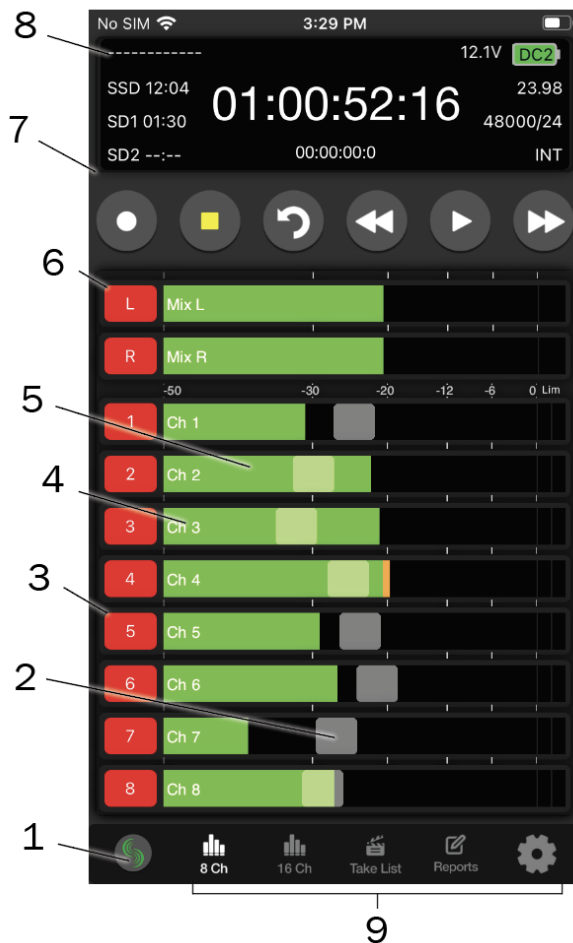 8
No SIM 3:29 PM
------------ 12.1V DC2
SSD 12:04 01:00:52:16 23.98
SD1 01:30 48000/24
7
SD2 --:-- 00:00:00:0 INT
6
L Mix L
R Mix R
-50 -30 -20 -12 -6 0 Lim
5
1 Ch 1
2 Ch 2
4
3 Ch 3
4 Ch 4
3
5 Ch 5
6 Ch 6
2
7 Ch 7
8 Ch 8
1
8 Ch 16 Ch Take List Reports
9